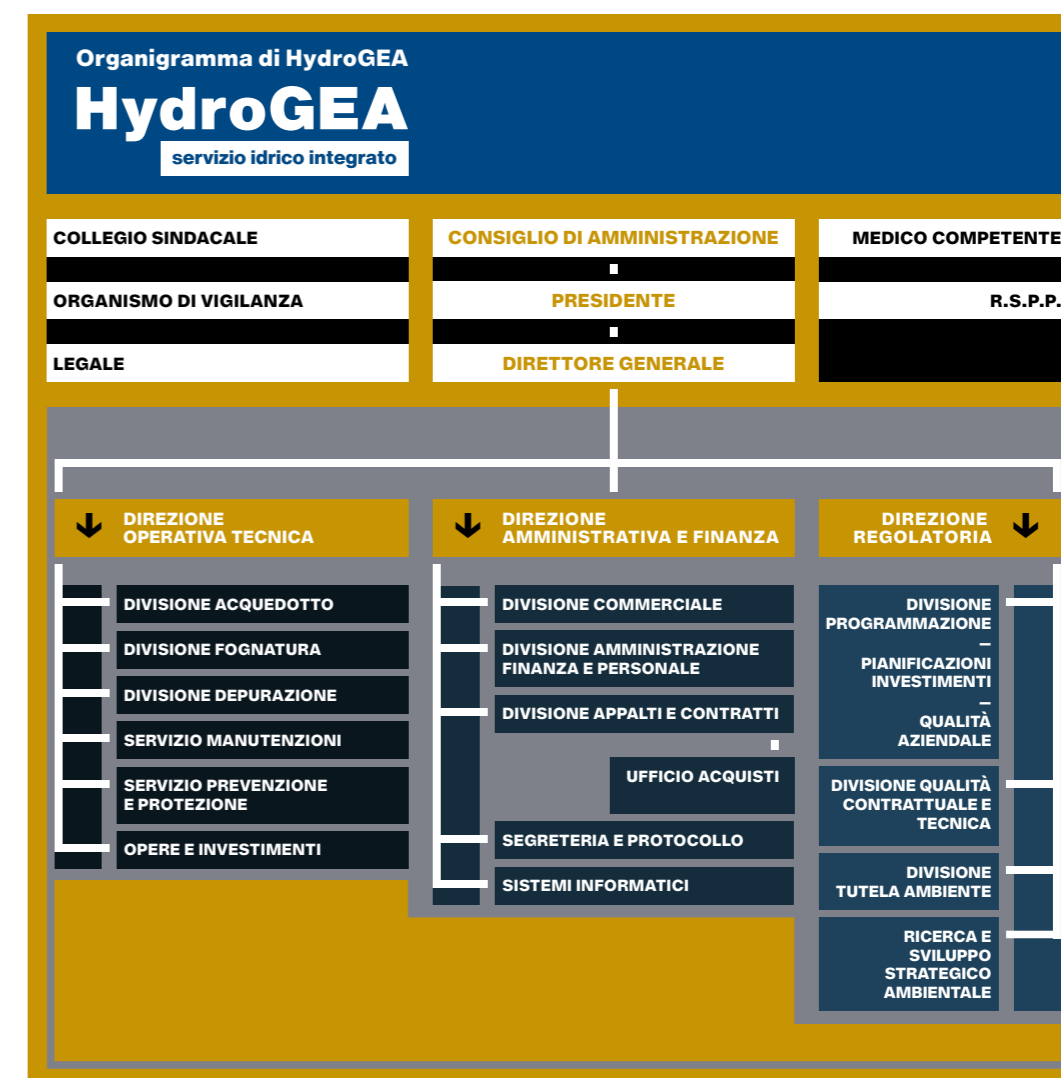 Organigramma di HydroGEA
HydroGEA
servizio idrico integrato
COLLEGIO SINDACALE
ORGANISMO DI VIGILANZA
LEGALE
CONSIGLIO DI AMMINISTRAZIONE
PRESIDENTE
DIRETTORE GENERALE
MEDICO COMPETENTE
R.S.P.P.
DIREZIONE
OPERATIVA TECNICA
DIVISIONE ACQUEDOTTO
DIVISIONE FOGNATURA
DIVISIONE DEPURAZIONE
SERVIZIO MANUTENZIONI
SERVIZIO PREVENZIONE
E PROTEZIONE
OPERE E INVESTIMENTI
DIREZIONE
AMMINISTRATIVA E FINANZA
DIVISIONE COMMERCIALE
DIVISIONE AMMINISTRAZIONE
FINANZA E PERSONALE
DIVISIONE APPALTI E CONTRATTI
UFFICIO ACQUISTI
SEGRETERIA E PROTOCOLLO
SISTEMI INFORMATICI
DIREZIONE
REGOLATORIA
DIVISIONE
PROGRAMMAZIONE
–
PIANIFICAZIONI
INVESTIMENTI
–
QUALITÀ
AZIENDALE
DIVISIONE QUALITÀ
CONTRATTUALE E
TECNICA
DIVISIONE
TUTELA AMBIENTE
RICERCA E
SVILUPPO
STRATEGICO
AMBIENTALE